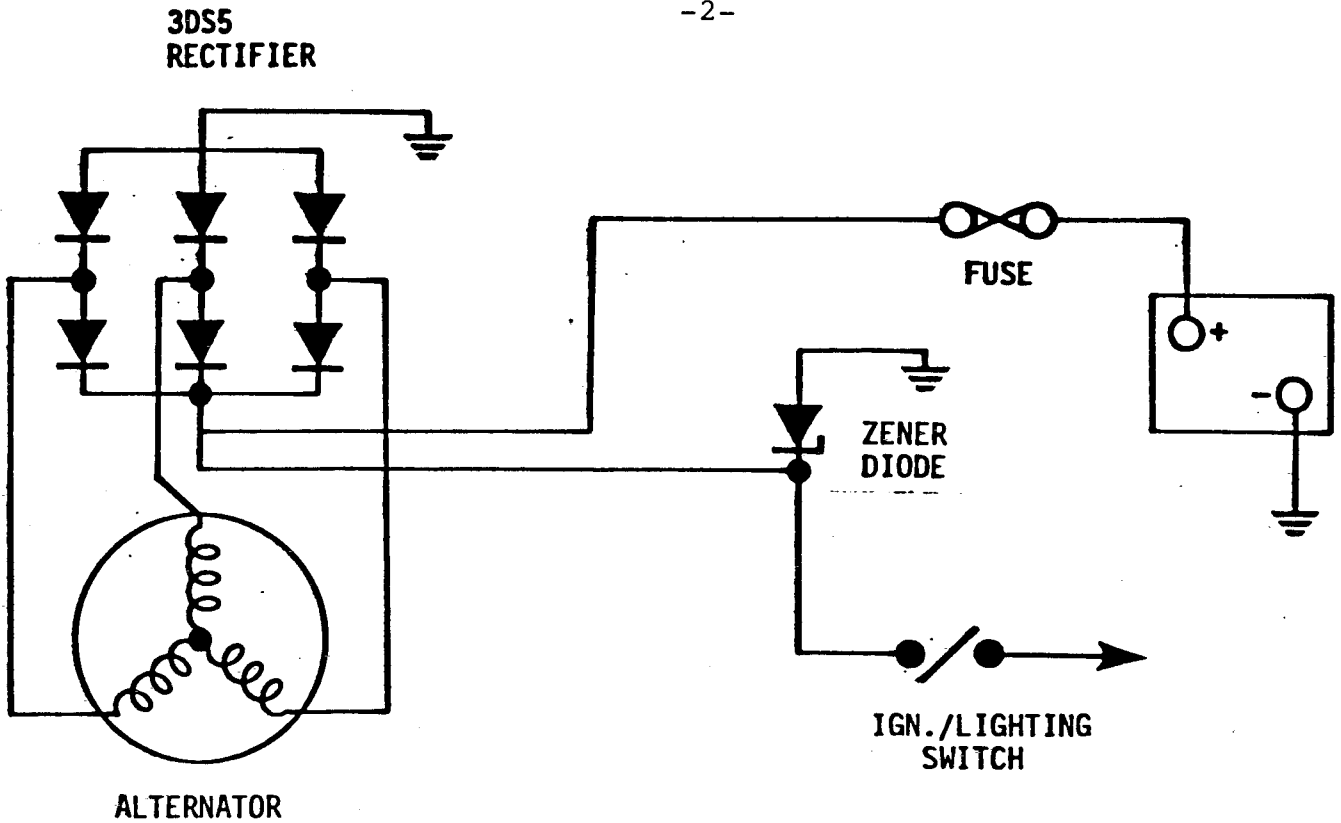 -2-
3DS5
RECTIFIER
FUSE
+
-
ZENER
DIODE
IGN./LIGHTING
SWITCH
ALTERNATOR